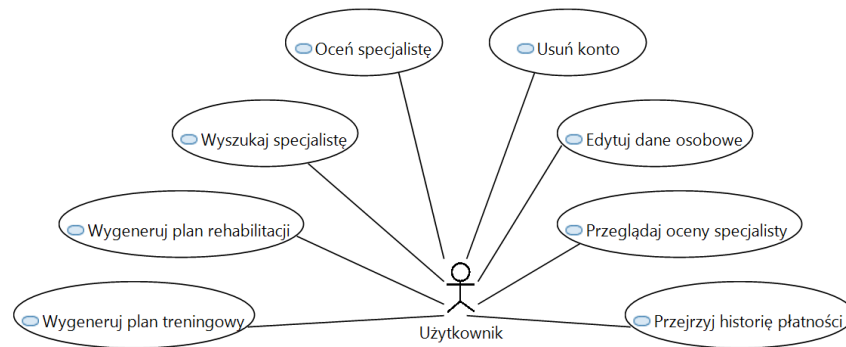 Oceń specjalistę
Usuń konto
Wyszukaj specjalistę
Edytuj dane osobowe
Wygeneruj plan rehabilitacji
Przeglądaj oceny specjalisty
Wygeneruj plan treningowy
Przejrzyj historię płatności
Użytkownik